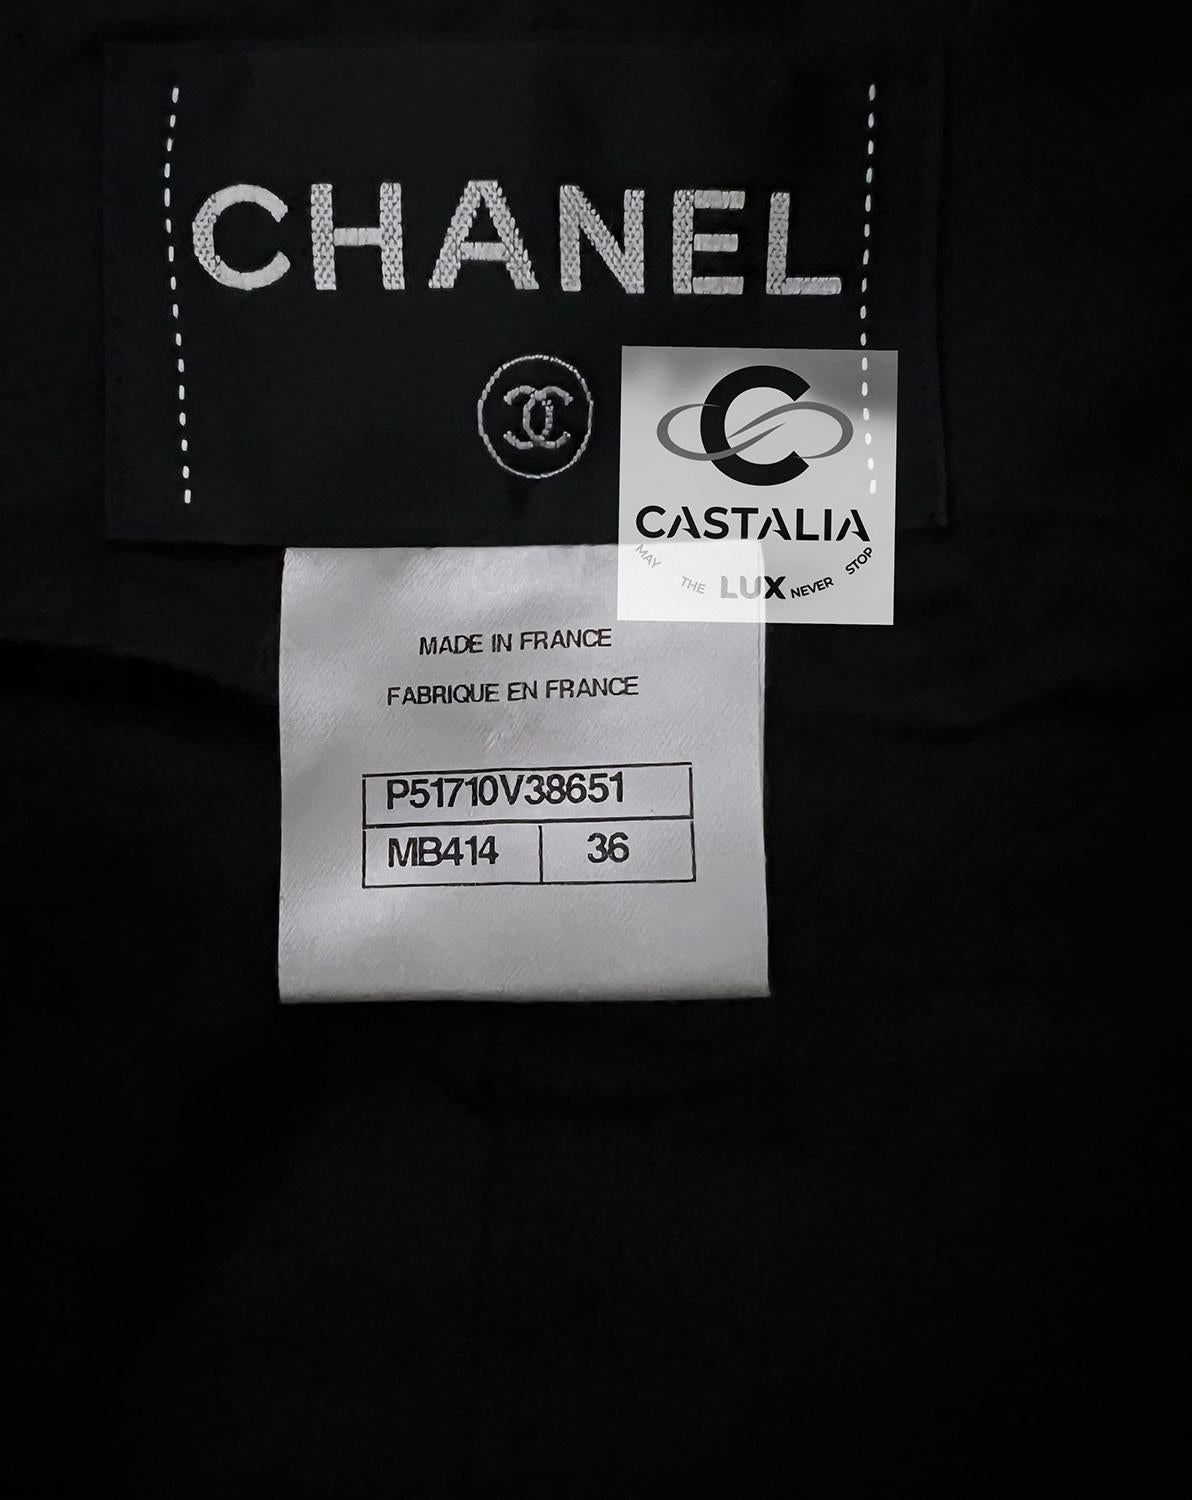 CHANEL
CASTALIA
MAY THE LUX NEVER STOP
MADE IN FRANCE
FABRIQUE EN FRANCE
P51710V38651
MB414 36